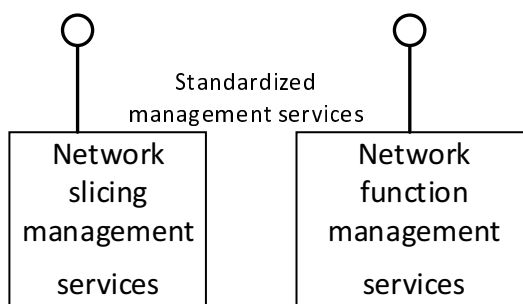 Standardized
management services
Network
slicing
management
services
Network
function
management
services